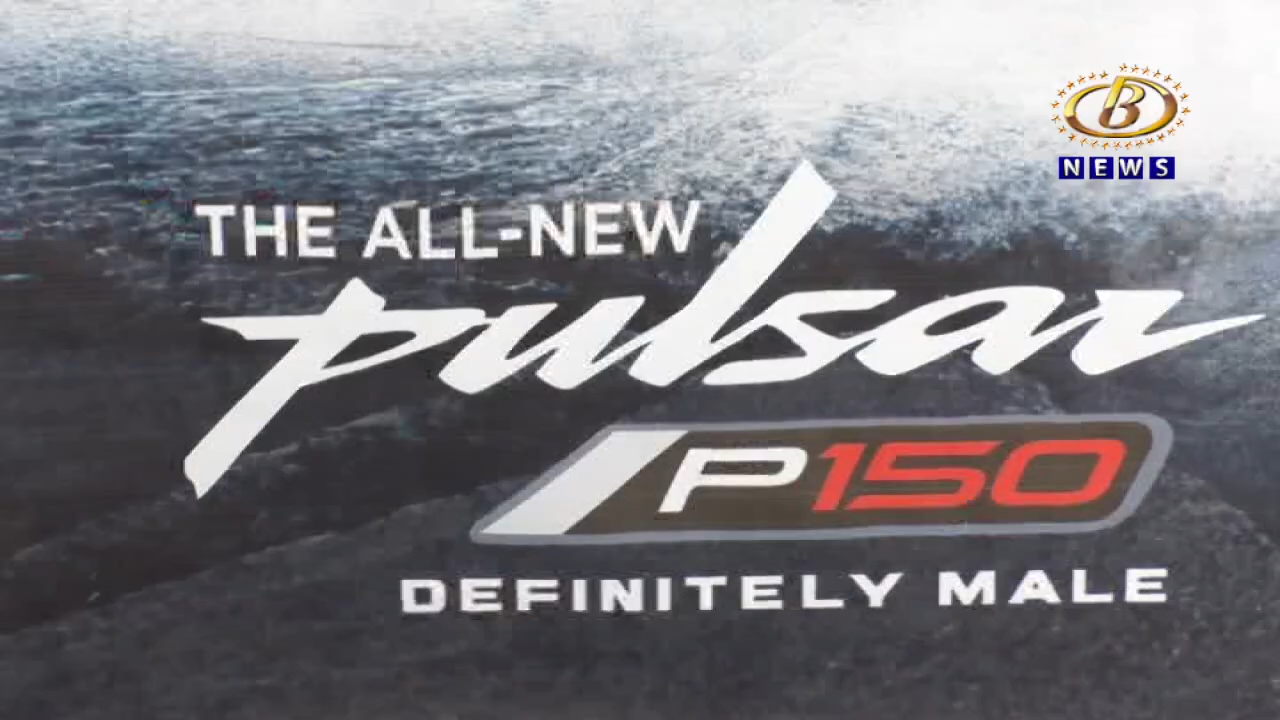 B
NEWS
THE ALL-NEW
pulsar
P150
DEFINITELY MALE